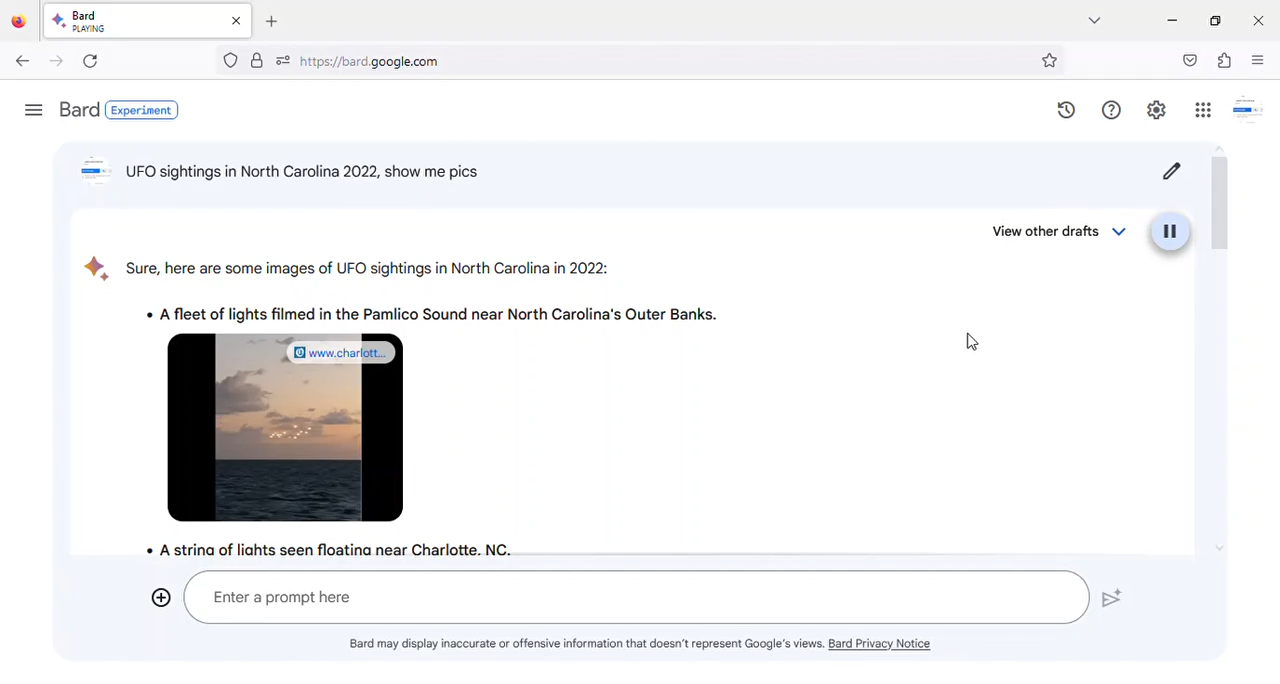 Bard
PLAYING
https://bard.google.com
Bard Experiment
UFO sightings in North Carolina 2022, show me pics
View other drafts
Sure, here are some images of UFO sightings in North Carolina in 2022:
• A fleet of lights filmed in the Pamlico Sound near North Carolina's Outer Banks.
www.charlott...
• A string of lights seen floating near Charlotte, NC.
Enter a prompt here
Bard may display inaccurate or offensive information that doesn't represent Google's views. Bard Privacy Notice